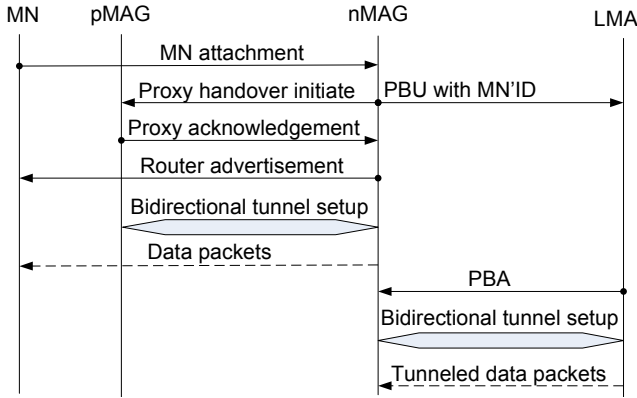 MN pMAG nMAG LMA
MN attachment
Proxy handover initiate PBU with MN'ID
Proxy acknowledgement
Router advertisement
Bidirectional tunnel setup
Data packets
PBA
Bidirectional tunnel setup
Tunneled data packets